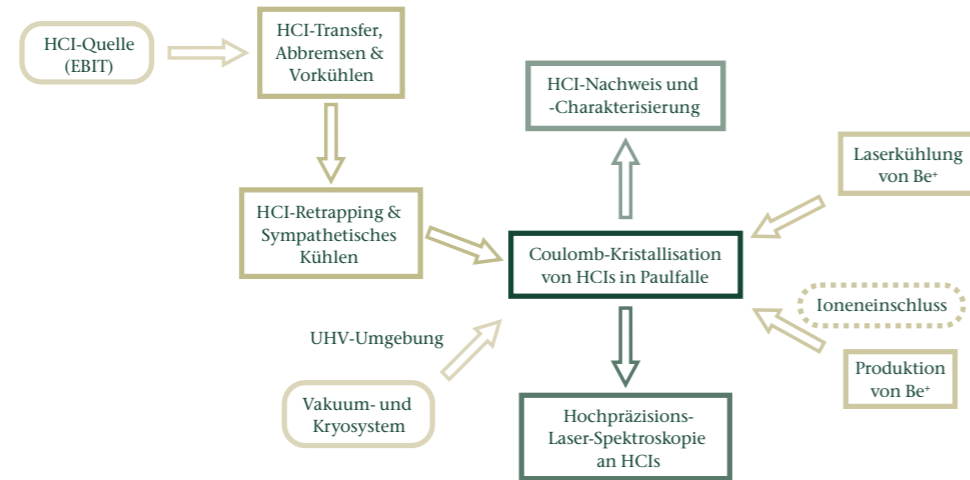 HCI-Quelle
(EBIT)
HCI-Transfer,
Abbremsen &
Vorkühlen
HCI-Nachweis und
-Charakterisierung
Laserkühlung
von Be⁺
HCI-Retrapping &
Sympathetisches
Kühlen
Coulomb-Kristallisation
von HCIs in Paulfalle
Ioneneinschluss
UHV-Umgebung
Produktion
von Be⁺
Vakuum- und
Kryosystem
Hochpräzisions-
Laser-Spektroskopie
an HCIs